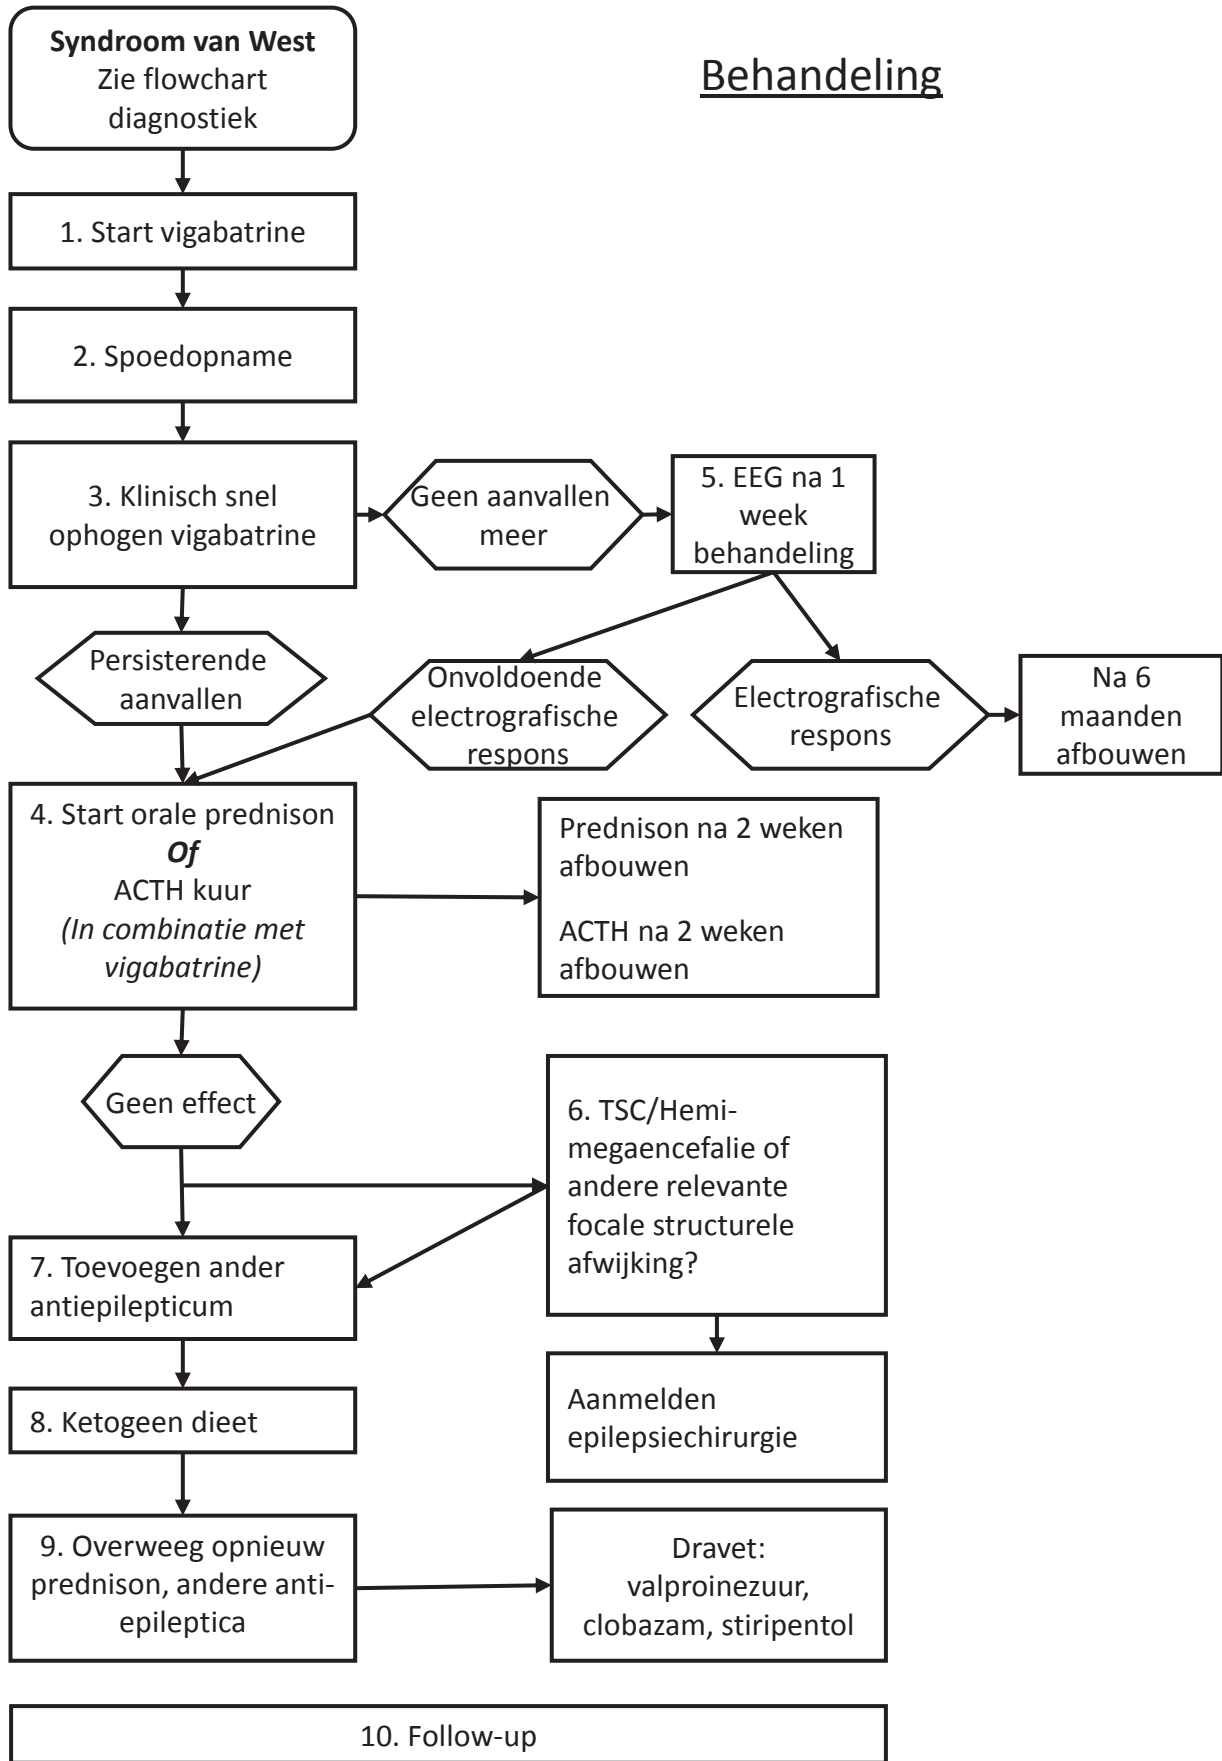 Syndroom van West
Zie flowchart
diagnostiek
Behandeling
1. Start vigabatrine
2. Spoedopname
3. Klinisch snel
ophogen vigabatrine
Geen aanvallen
meer
5. EEG na 1
week
behandeling
Persisterende
aanvallen
Onvoldoende
electrografische
respons
Electrografische
respons
Na 6
maanden
afbouwen
4. Start orale prednison
Of
ACTH kuur
(In combinatie met
vigabatrine)
Prednison na 2 weken
afbouwen
ACTH na 2 weken
afbouwen
Geen effect
6. TSC/Hemi-
megaencefalie of
andere relevante
focale structurele
afwijking?
7. Toevoegen ander
antiepilepticum
Aanmelden
epilepsiechirurgie
8. Ketogeen dieet
9. Overweeg opnieuw
prednison, andere anti-
epileptica
Dravet:
valproinezuur,
clobazam, stiripentol
10. Follow-up